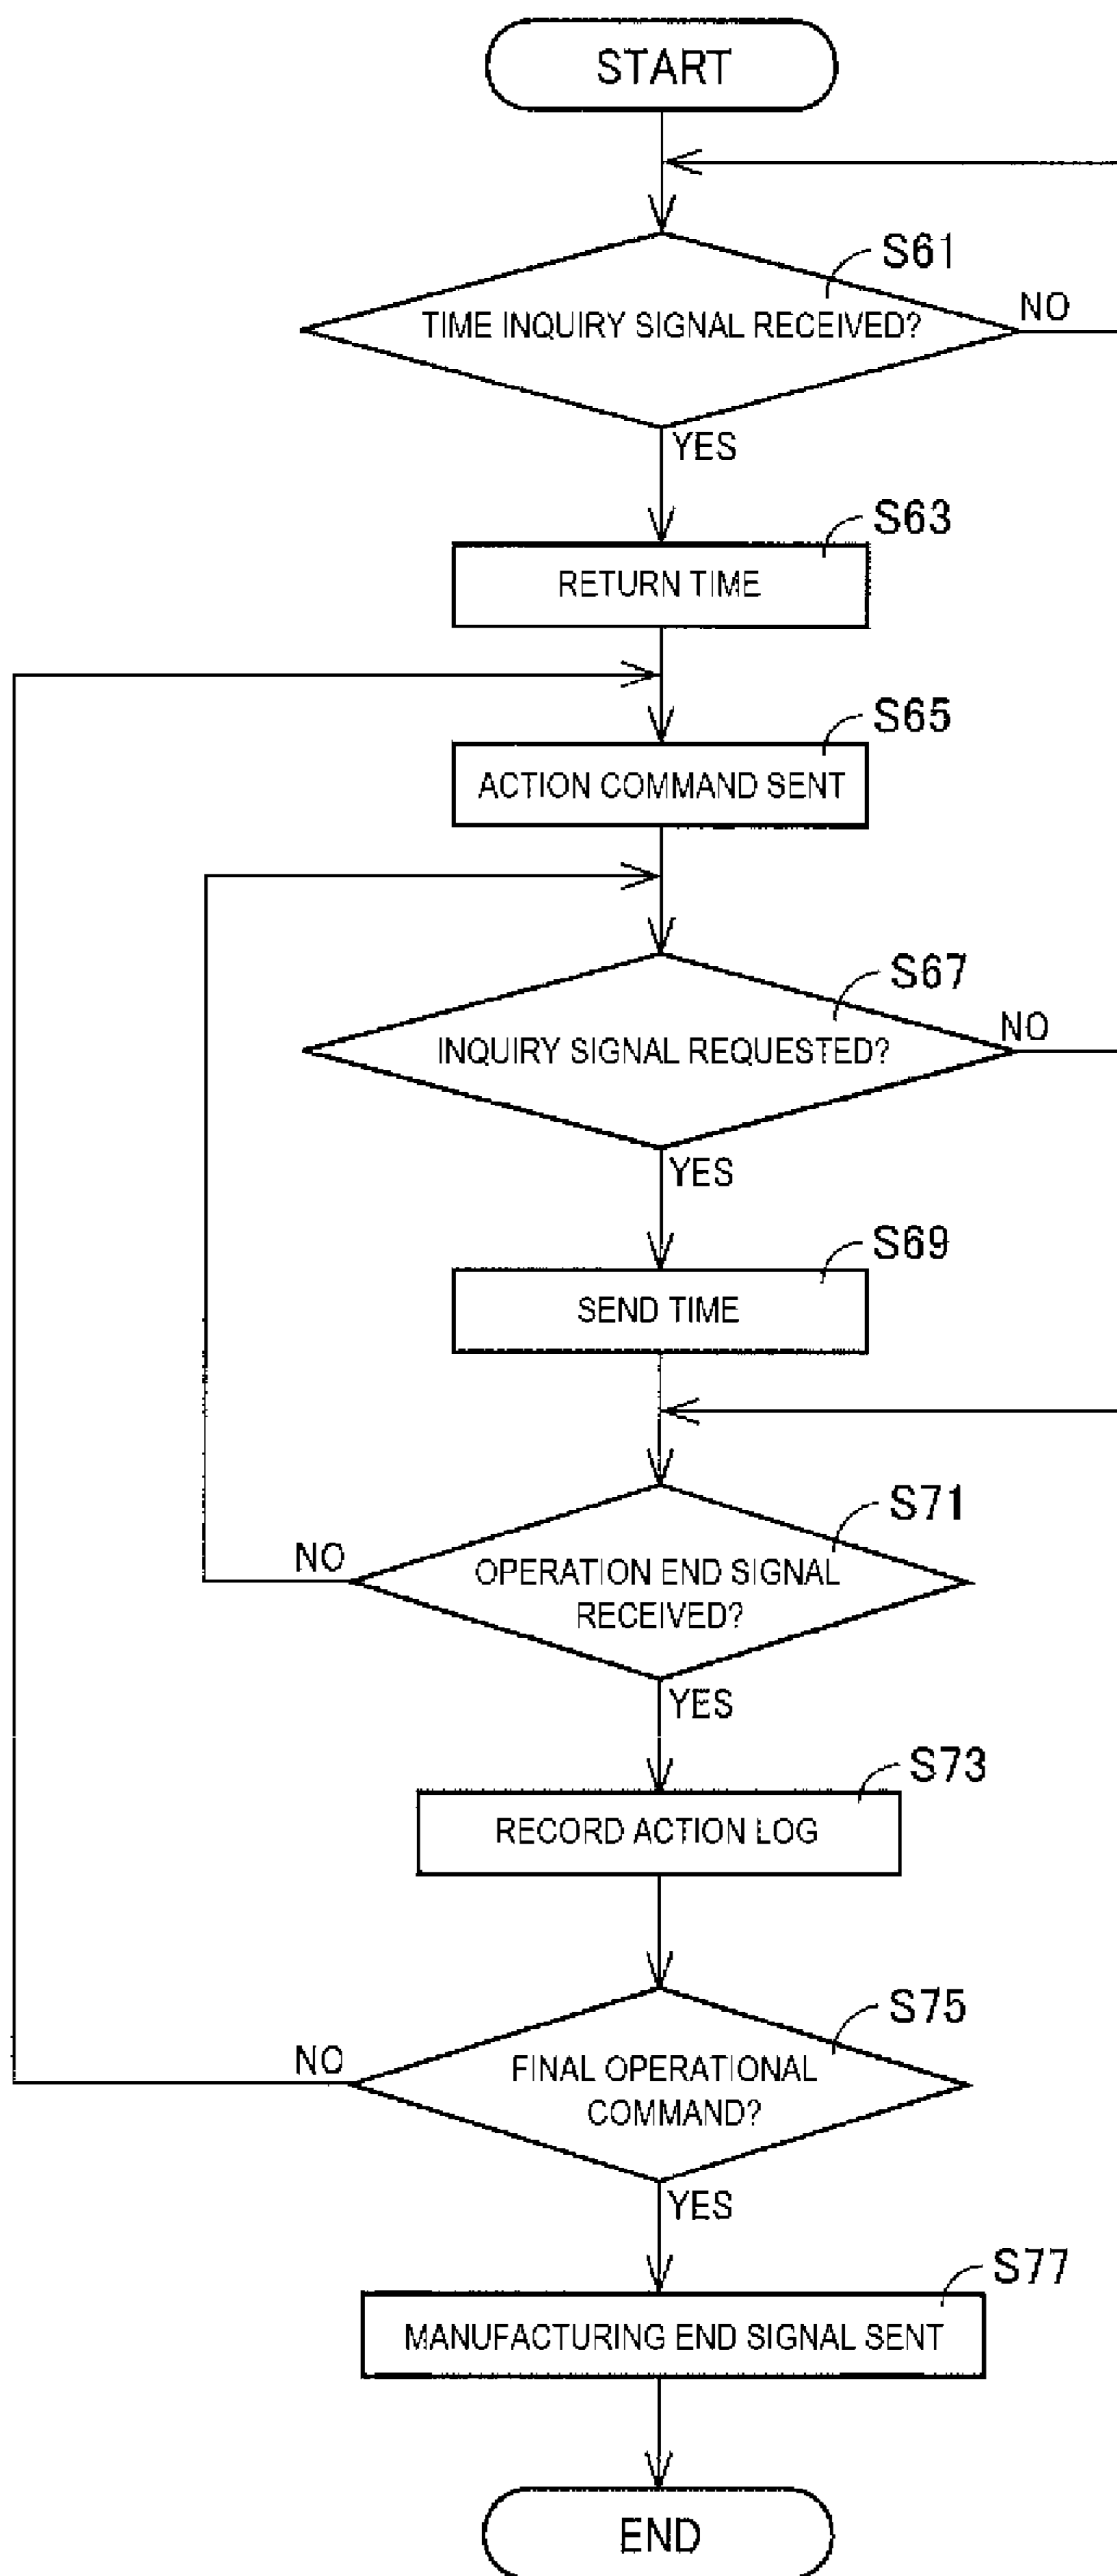 START
S61
TIME INQUIRY SIGNAL RECEIVED?
NO
YES
S63
RETURN TIME
S65
ACTION COMMAND SENT
S67
INQUIRY SIGNAL REQUESTED?
NO
YES
S69
SEND TIME
S71
NO
OPERATION END SIGNAL
RECEIVED?
YES
S73
RECORD ACTION LOG
S75
NO
FINAL OPERATIONAL
COMMAND?
YES
S77
MANUFACTURING END SIGNAL SENT
END